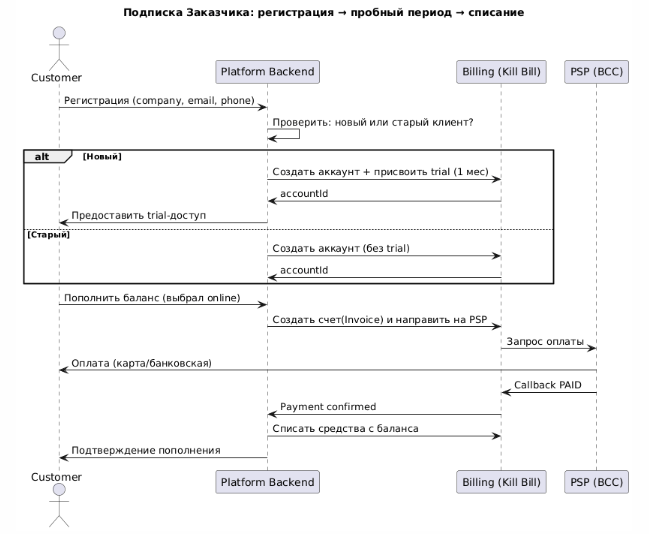 Подписка Заказчика: регистрация → пробный период → списание
Customer
Platform Backend
Billing (Kill Bill)
PSP (BCC)
Регистрация (company, email, phone)
Проверить: новый или старый клиент?
alt
[Новый]
Создать аккаунт + присвоить trial (1 мес)
accountId
Предоставить trial-доступ
[Старый]
Создать аккаунт (без trial)
accountId
Пополнить баланс (выбрал online)
Создать счет(Invoice) и направить на PSP
Запрос оплаты
Оплата (карта/банковская)
Callback PAID
Payment confirmed
Списать средства с баланса
Подтверждение пополнения
Customer
Platform Backend
Billing (Kill Bill)
PSP (BCC)